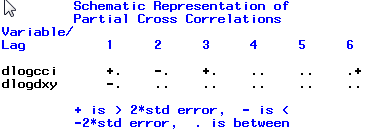 Schematic Representation of
Partial Cross Correlations
Variable/
Lag 1 2 3 4 5 6
dlogcci +. -. +. .. .. .+
dlogdxy -. .. .. .. .. ..
+ is > 2*std error, - is <
-2*std error, . is between